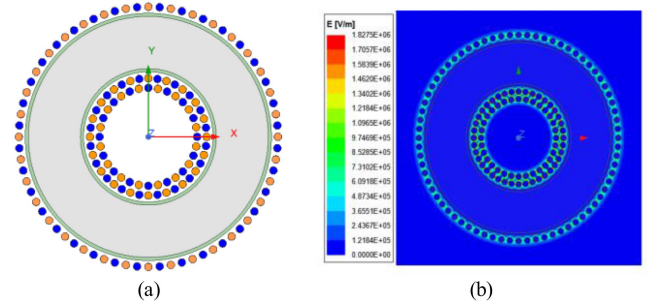 Y
Z
X
(a)
E [V/m]
1.8275E+06
1.7057E+06
1.5839E+06
1.4620E+06
1.3402E+06
1.2184E+06
1.0965E+06
9.7469E+05
8.5285E+05
7.3102E+05
6.0918E+05
4.8734E+05
3.6551E+05
2.4367E+05
1.2184E+05
0.0000E+00
Z
(b)